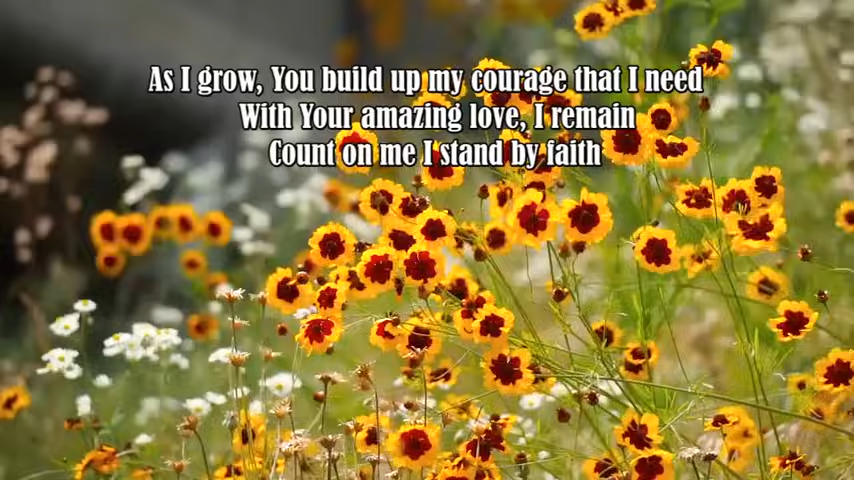 As I grow, You build up my courage that I need
With Your amazing love, I remain
Count on me I stand by faith